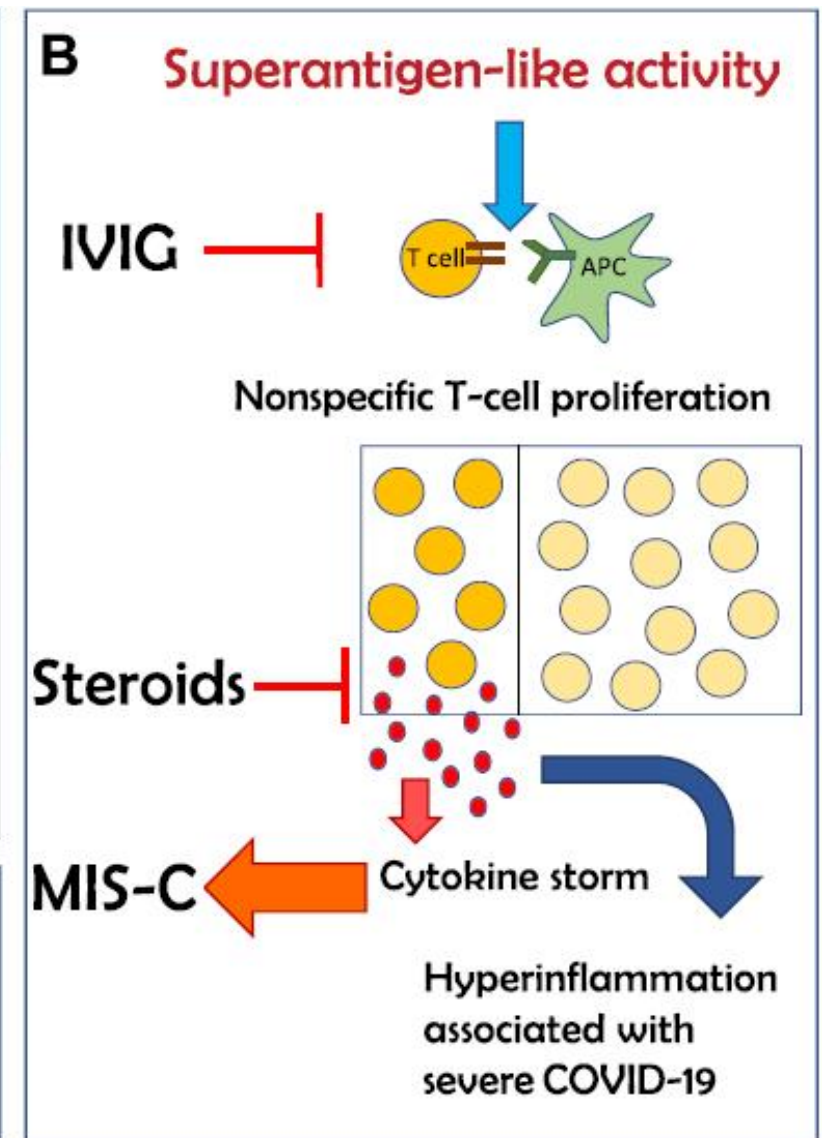 B
Superantigen-like activity
IVIG
T cell
APC
Nonspecific T-cell proliferation
Steroids
MIS-C
Cytokine storm
Hyperinflammation
associated with
severe COVID-19